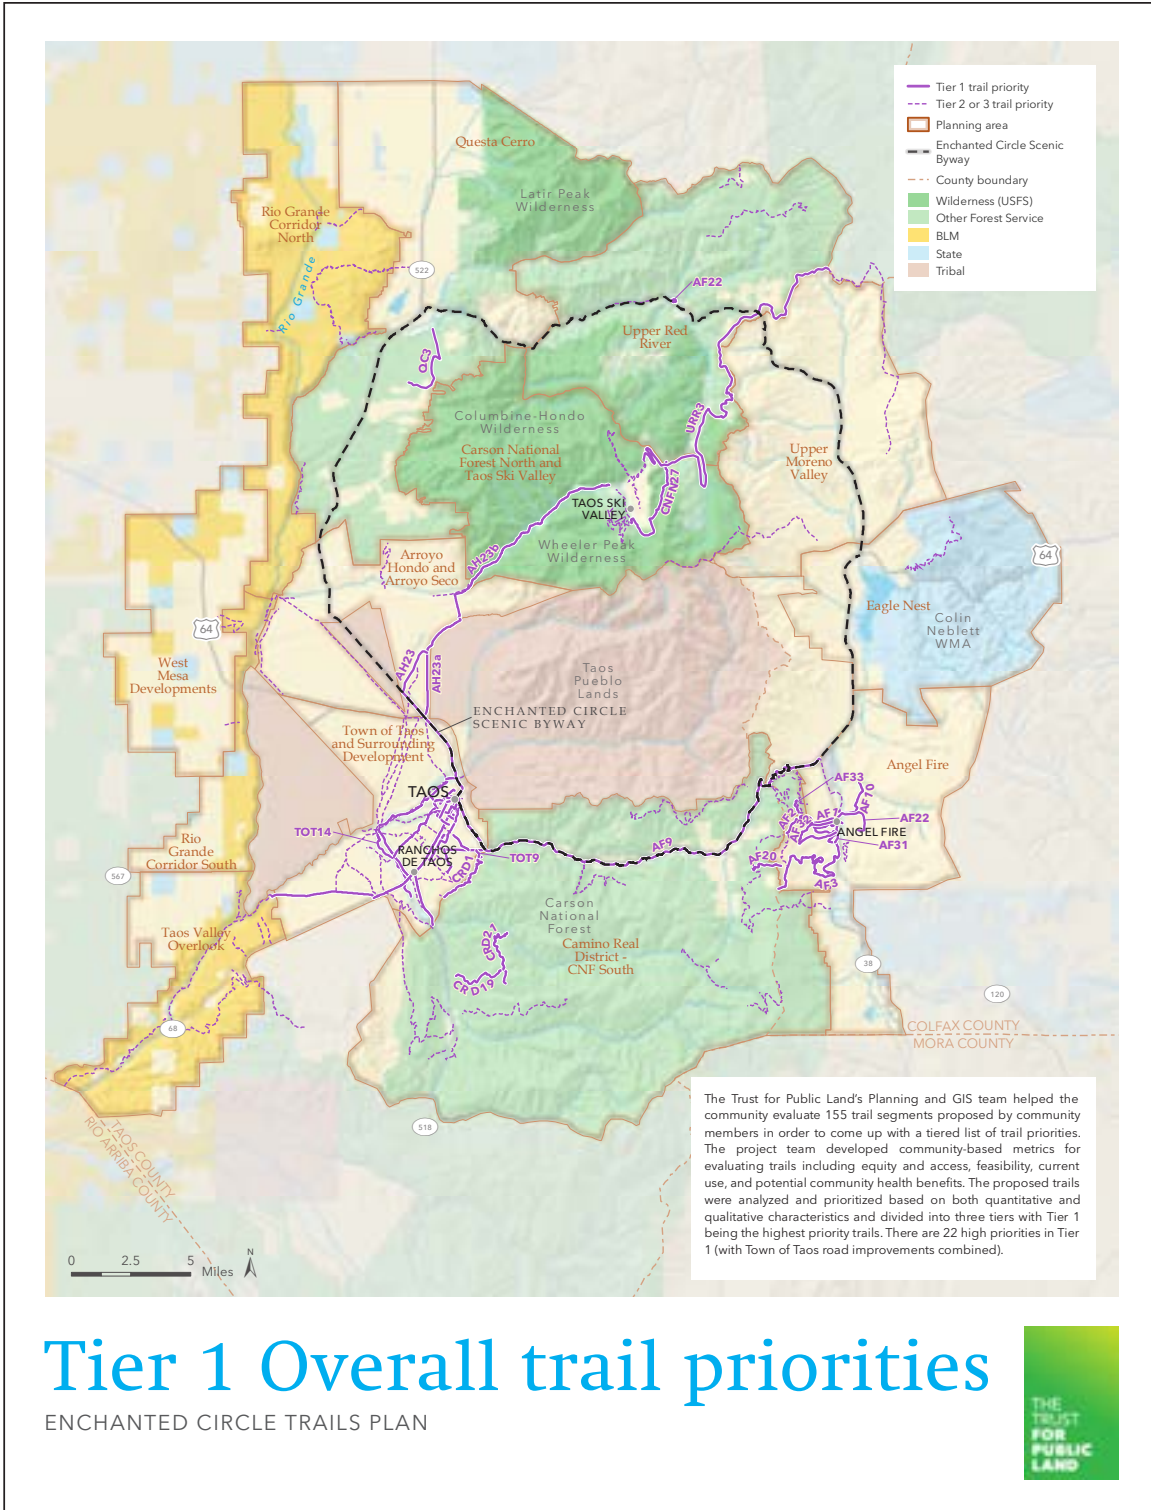 Tier 1 trail priority
Tier 2 or 3 trail priority
Planning area
Enchanted Circle Scenic
Byway
County boundary
Wilderness (USFS)
Other Forest Service
BLM
State
Tribal
Questa Cerro
Latir Peak
Wilderness
Rio Grande
Corridor
North
Rio Grande
522
AF22
Upper Red
River
QC3
Columbine-Hondo
Wilderness
Carson National
Forest North and
Taos Ski Valley
URR3
Upper
Moreno
Valley
CNFN27
TAOS SKI
VALLEY
Wheeler Peak
Wilderness
AH23b
Arroyo
Hondo and
Arroyo Seco
64
Eagle Nest
Colin
Neblett
WMA
64
West
Mesa
Developments
AH23
AH23a
Taos
Pueblo
Lands
ENCHANTED CIRCLE
SCENIC BYWAY
Town of Taos
and Surrounding
Development
Angel Fire
TAOS
AF33
AF10
AF1
AF22
ANGEL FIRE
AF31
AF20
AF3
AF9
TOT14
RANCHOS
DE TAOS
TOT9
CRD1
Rio
Grande
Corridor South
567
Taos Valley
Overlook
Carson
National
Forest
Camino Real
District -
CNF South
CRD2
CRD19
38
120
68
COLFAX COUNTY
MORA COUNTY
518
TAOS COUNTY
RIO ARRIBA COUNTY
The Trust for Public Land's Planning and GIS team helped the
community evaluate 155 trail segments proposed by community
members in order to come up with a tiered list of trail priorities.
The project team developed community-based metrics for
evaluating trails including equity and access, feasibility, current
use, and potential community health benefits. The proposed trails
were analyzed and prioritized based on both quantitative and
qualitative characteristics and divided into three tiers with Tier 1
being the highest priority trails. There are 22 high priorities in Tier
1 (with Town of Taos road improvements combined).
0 2.5 5
Miles
N
Tier 1 Overall trail priorities
ENCHANTED CIRCLE TRAILS PLAN
THE
TRUST
FOR
PUBLIC
LAND